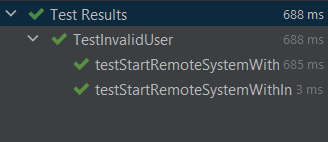 Test Results 688 ms
TestInvalidUser 688 ms
testStartRemoteSystemWith 685 ms
testStartRemoteSystemWithIn 3 ms